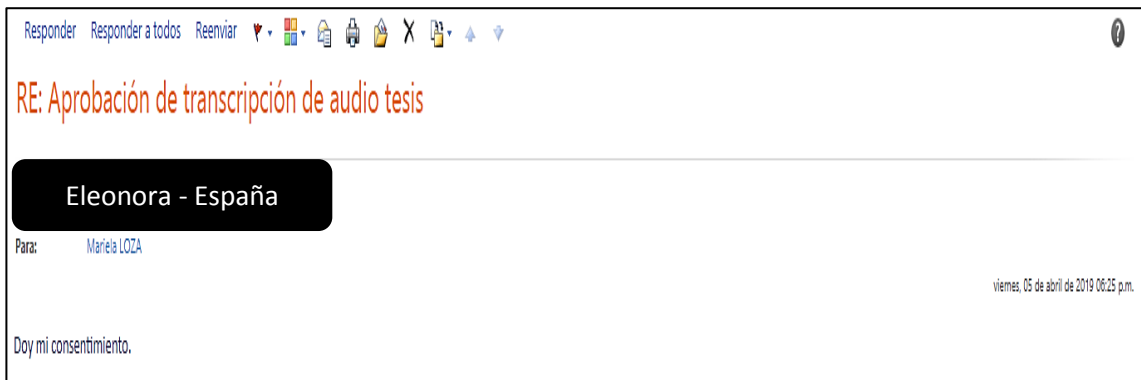 Responder Responder a todos Reenviar
RE: Aprobación de transcripción de audio tesis
Eleonora - España
Para: Mariela LOZA
viernes, 05 de abril de 2019 06:25 p.m.
Doy mi consentimiento.